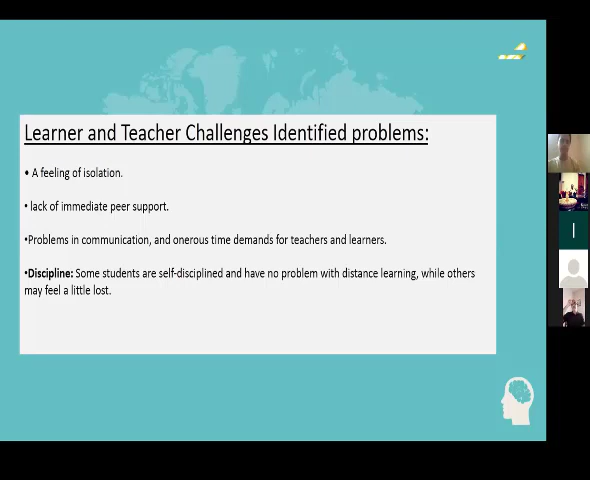 Learner and Teacher Challenges Identified problems:
• A feeling of isolation.
• lack of immediate peer support.
•Problems in communication, and onerous time demands for teachers and learners.
•Discipline: Some students are self-disciplined and have no problem with distance learning, while others
may feel a little lost.
I